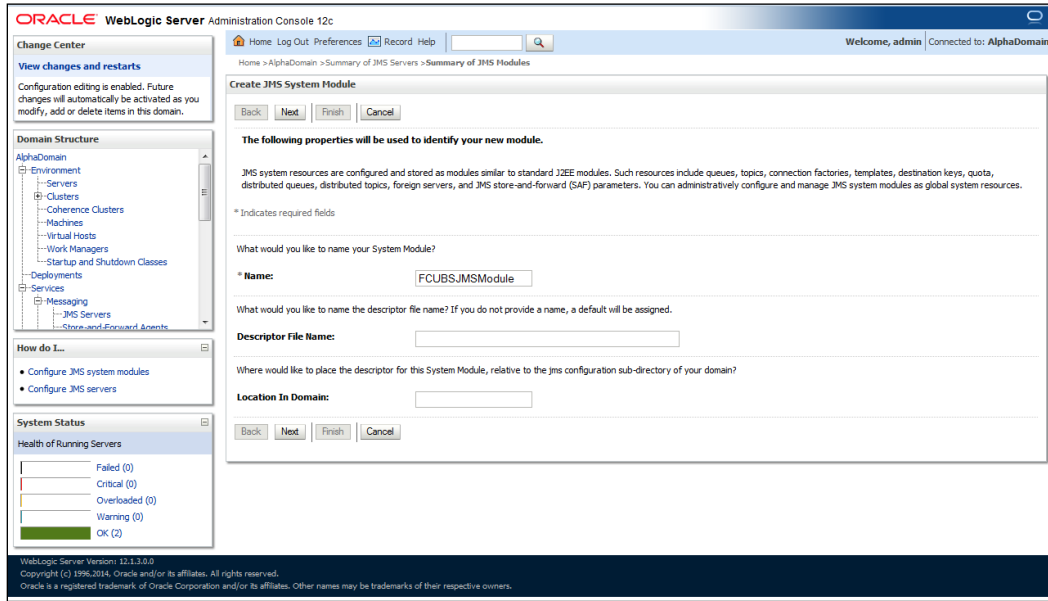 ORACLE WebLogic Server Administration Console 12c
Change Center
View changes and restarts
Configuration editing is enabled. Future
changes will automatically be activated as you
modify, add or delete items in this domain.
Domain Structure
AlphaDomain
Environment
Servers
Clusters
Coherence Clusters
Machines
Virtual Hosts
Work Managers
Startup and Shutdown Classes
Deployments
Services
Messaging
JMS Servers
Store-and-Forward Agents
How do I...
Configure JMS system modules
Configure JMS servers
System Status
Health of Running Servers
Failed (0)
Critical (0)
Overloaded (0)
Warning (0)
OK (2)
Home Log Out Preferences Record Help
Welcome, admin Connected to: AlphaDomain
Home >AlphaDomain >Summary of JMS Servers >Summary of JMS Modules
Create JMS System Module
Back Next Finish Cancel
The following properties will be used to identify your new module.
JMS system resources are configured and stored as modules similar to standard J2EE modules. Such resources include queues, topics, connection factories, templates, destination keys, quota,
distributed queues, distributed topics, foreign servers, and JMS store-and-forward (SAF) parameters. You can administratively configure and manage JMS system modules as global system resources.
* Indicates required fields
What would you like to name your System Module?
* Name: FCUBSJMSModule
What would you like to name the descriptor file name? If you do not provide a name, a default will be assigned.
Descriptor File Name:
Where would like to place the descriptor for this System Module, relative to the jms configuration sub-directory of your domain?
Location In Domain:
Back Next Finish Cancel
WebLogic Server Version: 12.1.3.0.0
Copyright (c) 1996,2014, Oracle and/or its affiliates. All rights reserved.
Oracle is a registered trademark of Oracle Corporation and/or its affiliates. Other names may be trademarks of their respective owners.